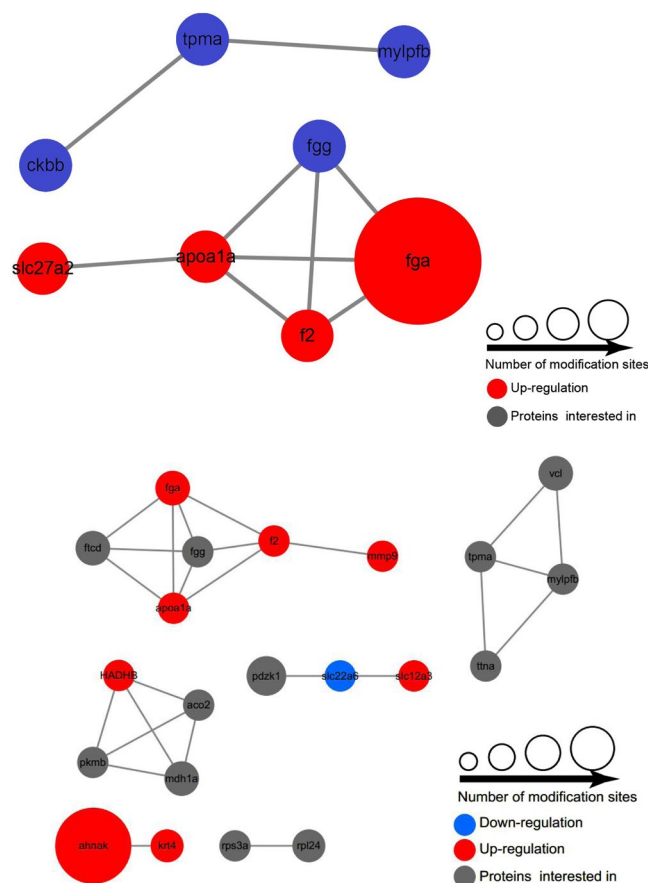 tpma
mylpfb
ckbb
fgg
slc27a2
apoa1a
fga
f2
Number of modification sites
Up-regulation
Proteins interested in
fga
ftcd
fgg
f2
mmp9
apoa1a
vcl
tpma
mylpfb
ttna
HADHB
aco2
pkmb
mdh1a
pdzk1
slc22a6
slc12a3
ahnak
krt4
rps3a
rpl24
Number of modification sites
Down-regulation
Up-regulation
Proteins interested in